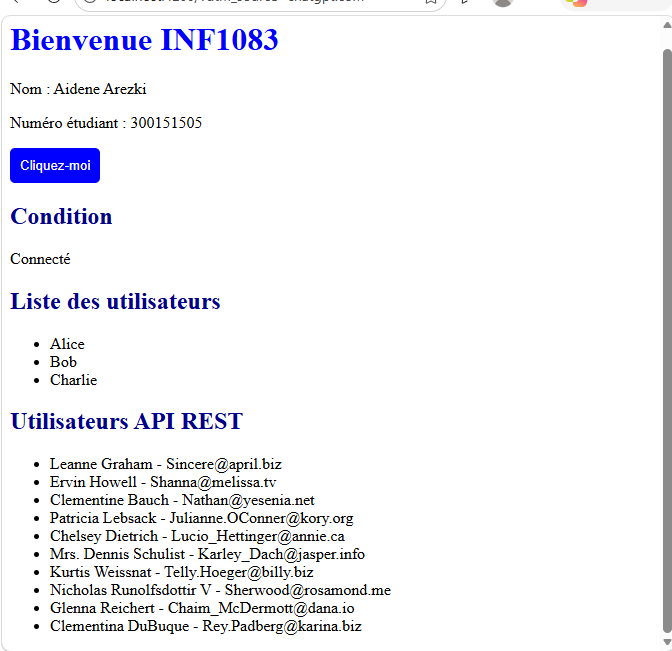 Bienvenue INF1083
Nom : Aidene Arezki
Numéro étudiant : 300151505
Cliquez-moi
Condition
Connecté
Liste des utilisateurs
Alice
Bob
Charlie
Utilisateurs API REST
Leanne Graham - Sincere@april.biz
Ervin Howell - Shanna@melissa.tv
Clementine Bauch - Nathan@yesenia.net
Patricia Lebsack - Julianne.OConner@kory.org
Chelsey Dietrich - Lucio_Hettinger@annie.ca
Mrs. Dennis Schulist - Karley_Dach@jasper.info
Kurtis Weissnat - Telly.Hoeger@billy.biz
Nicholas Runolfsdottir V - Sherwood@rosamond.me
Glenna Reichert - Chaim_McDermott@dana.io
Clementina DuBuque - Rey.Padberg@karina.biz